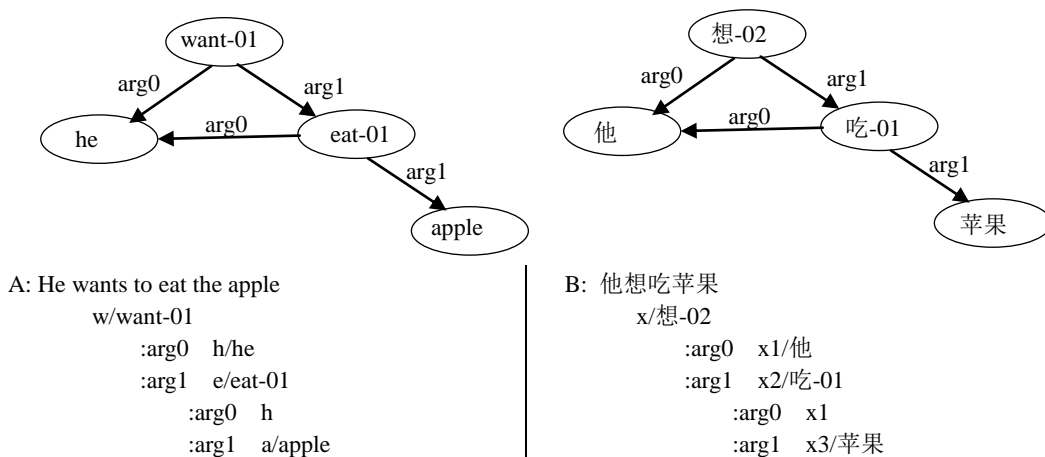 want-01
arg0
arg1
he
arg0
eat-01
arg1
apple
想-02
arg0
arg1
他
arg0
吃-01
arg1
苹果
A: He wants to eat the apple
w/want-01
:arg0 h/he
:arg1 e/eat-01
:arg0 h
:arg1 a/apple
B: 他想吃苹果
x/想-02
:arg0 x1/他
:arg1 x2/吃-01
:arg0 x1
:arg1 x3/苹果